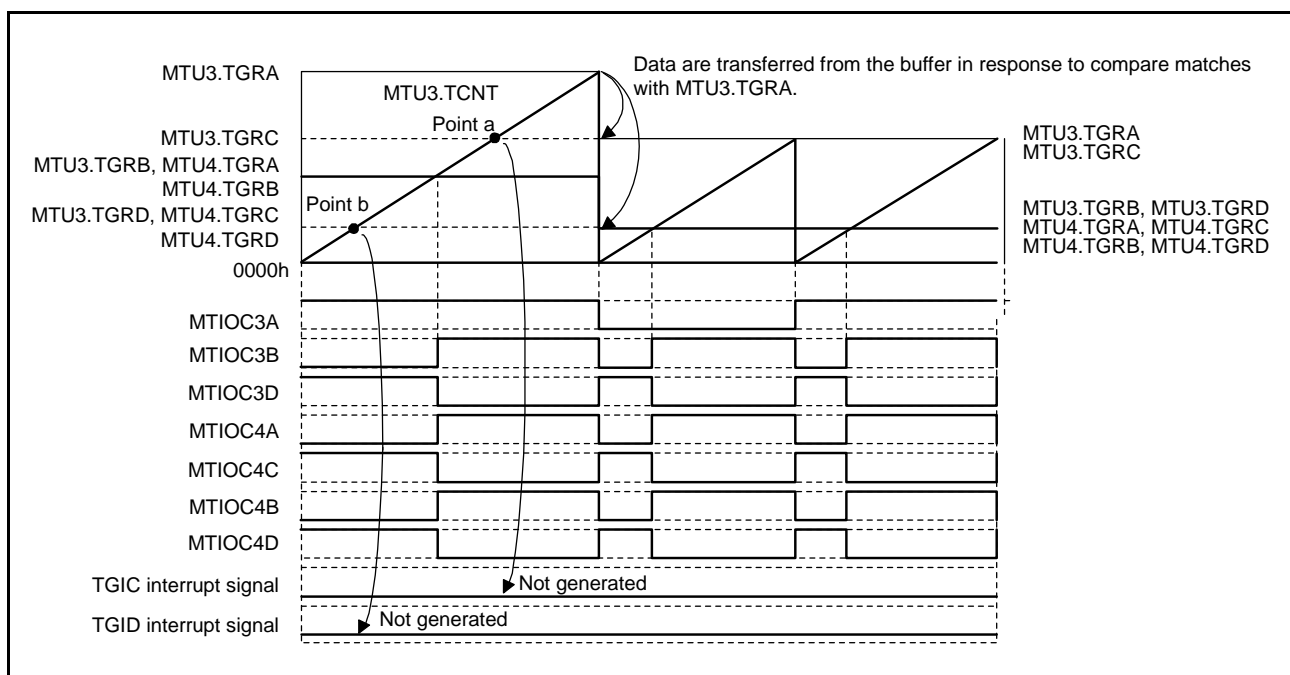 Data are transferred from the buffer in response to compare matches
with MTU3.TGRA.
MTU3.TGRA
MTU3.TCNT
Point a
MTU3.TGRC
MTU3.TGRA
MTU3.TGRC
MTU3.TGRB, MTU4.TGRA
MTU4.TGRB
Point b
MTU3.TGRD, MTU4.TGRC
MTU4.TGRD
MTU3.TGRB, MTU3.TGRD
MTU4.TGRA, MTU4.TGRC
MTU4.TGRB, MTU4.TGRD
0000h
MTIOC3A
MTIOC3B
MTIOC3D
MTIOC4A
MTIOC4C
MTIOC4B
MTIOC4D
TGIC interrupt signal
Not generated
TGID interrupt signal
Not generated